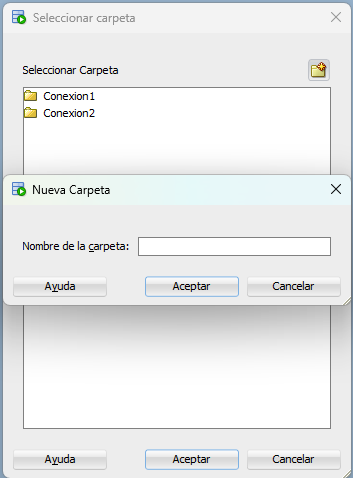 Seleccionar carpeta
Seleccionar Carpeta
Conexion1
Conexion2
Nueva Carpeta
Nombre de la carpeta:
Ayuda Aceptar Cancelar
Ayuda Aceptar Cancelar